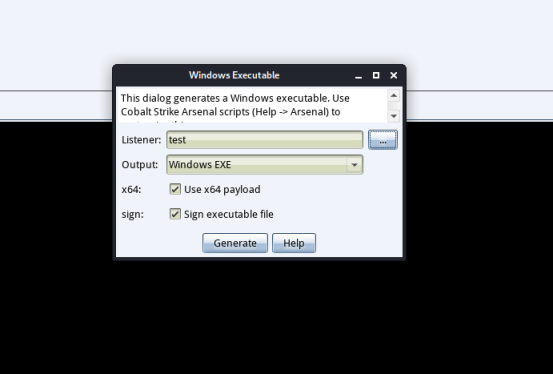 Windows Executable
This dialog generates a Windows executable. Use
Cobalt Strike Arsenal scripts (Help -> Arsenal) to
Listener: test ...
Output: Windows EXE
x64: Use x64 payload
sign: Sign executable file
Generate Help